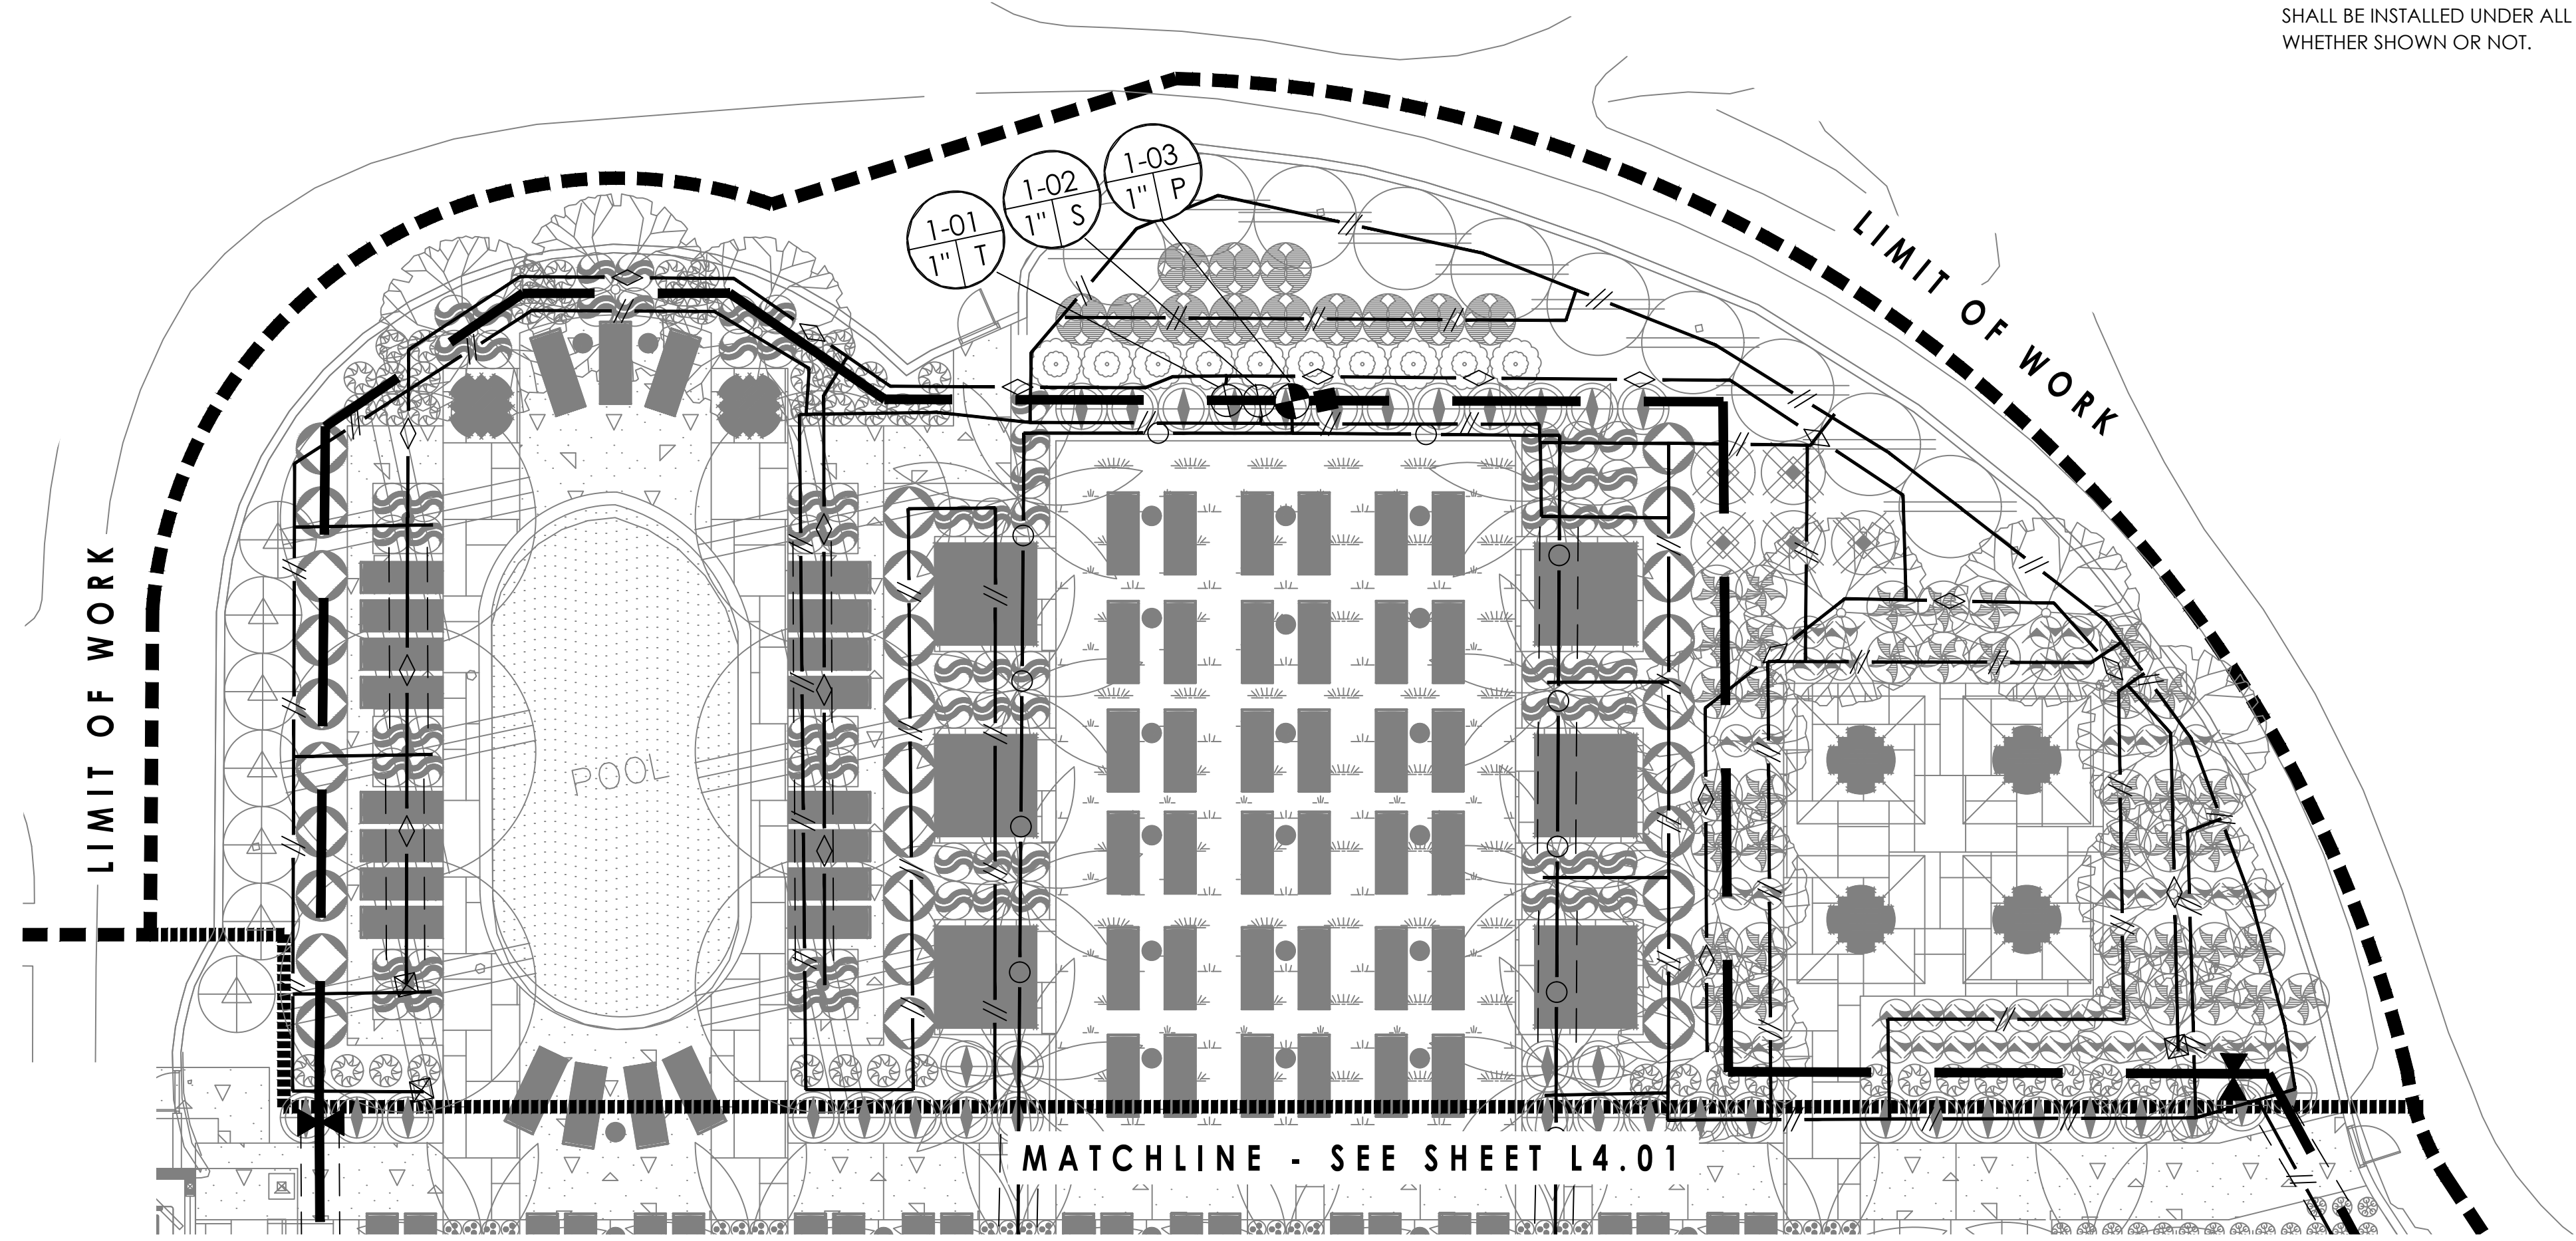 SHALL BE INSTALLED UNDER ALL
WHETHER SHOWN OR NOT.
1-03
1" P
1-02
1" S
1-01
1" T
LIMIT OF WORK
LIMIT OF WORK
POOL
MATCHLINE - SEE SHEET L4.01